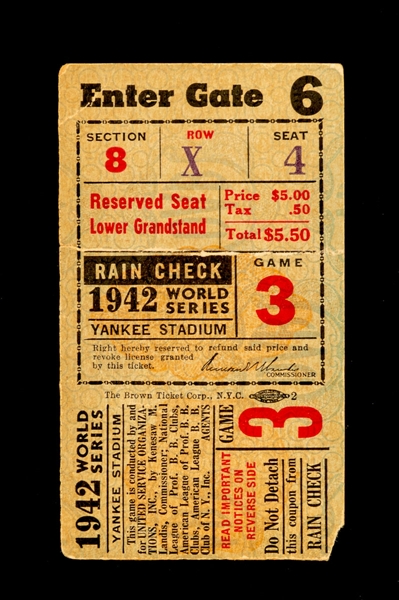 Enter Gate 6
SECTION ROW SEAT
8 X 4
Reserved Seat
Lower Grandstand
Price $5.00
Tax .50
Total $5.50
RAIN CHECK
1942 WORLD SERIES
YANKEE STADIUM
GAME
3
Right hereby reserved to refund said price and
revoke license granted
by this ticket.
COMMISSIONER
The Brown Ticket Corp., N.Y.C. 2
1942 WORLD SERIES
YANKEE STADIUM
This game is conducted by and
for UNITED SERVICE ORGANIZA-
TIONS, INC., by Kenesaw M.
Landis, Commissioner; National
League of Prof. B. B. Clubs,
American League of Prof. B. B.
Clubs, American League B. B.
Club of N. Y., Inc. AGENTS
GAME
3
READ IMPORTANT
NOTICES ON
REVERSE SIDE
Do Not Detach
this coupon from
RAIN CHECK